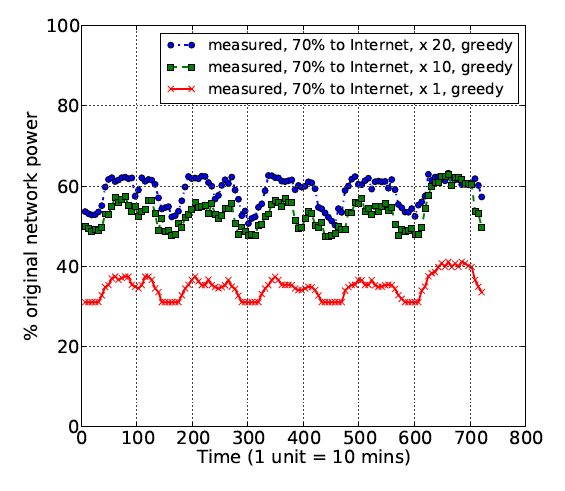 100
80
60
40
20
0
% original network power
measured, 70% to Internet, x 20, greedy
measured, 70% to Internet, x 10, greedy
measured, 70% to Internet, x 1, greedy
0 100 200 300 400 500 600 700 800
Time (1 unit = 10 mins)